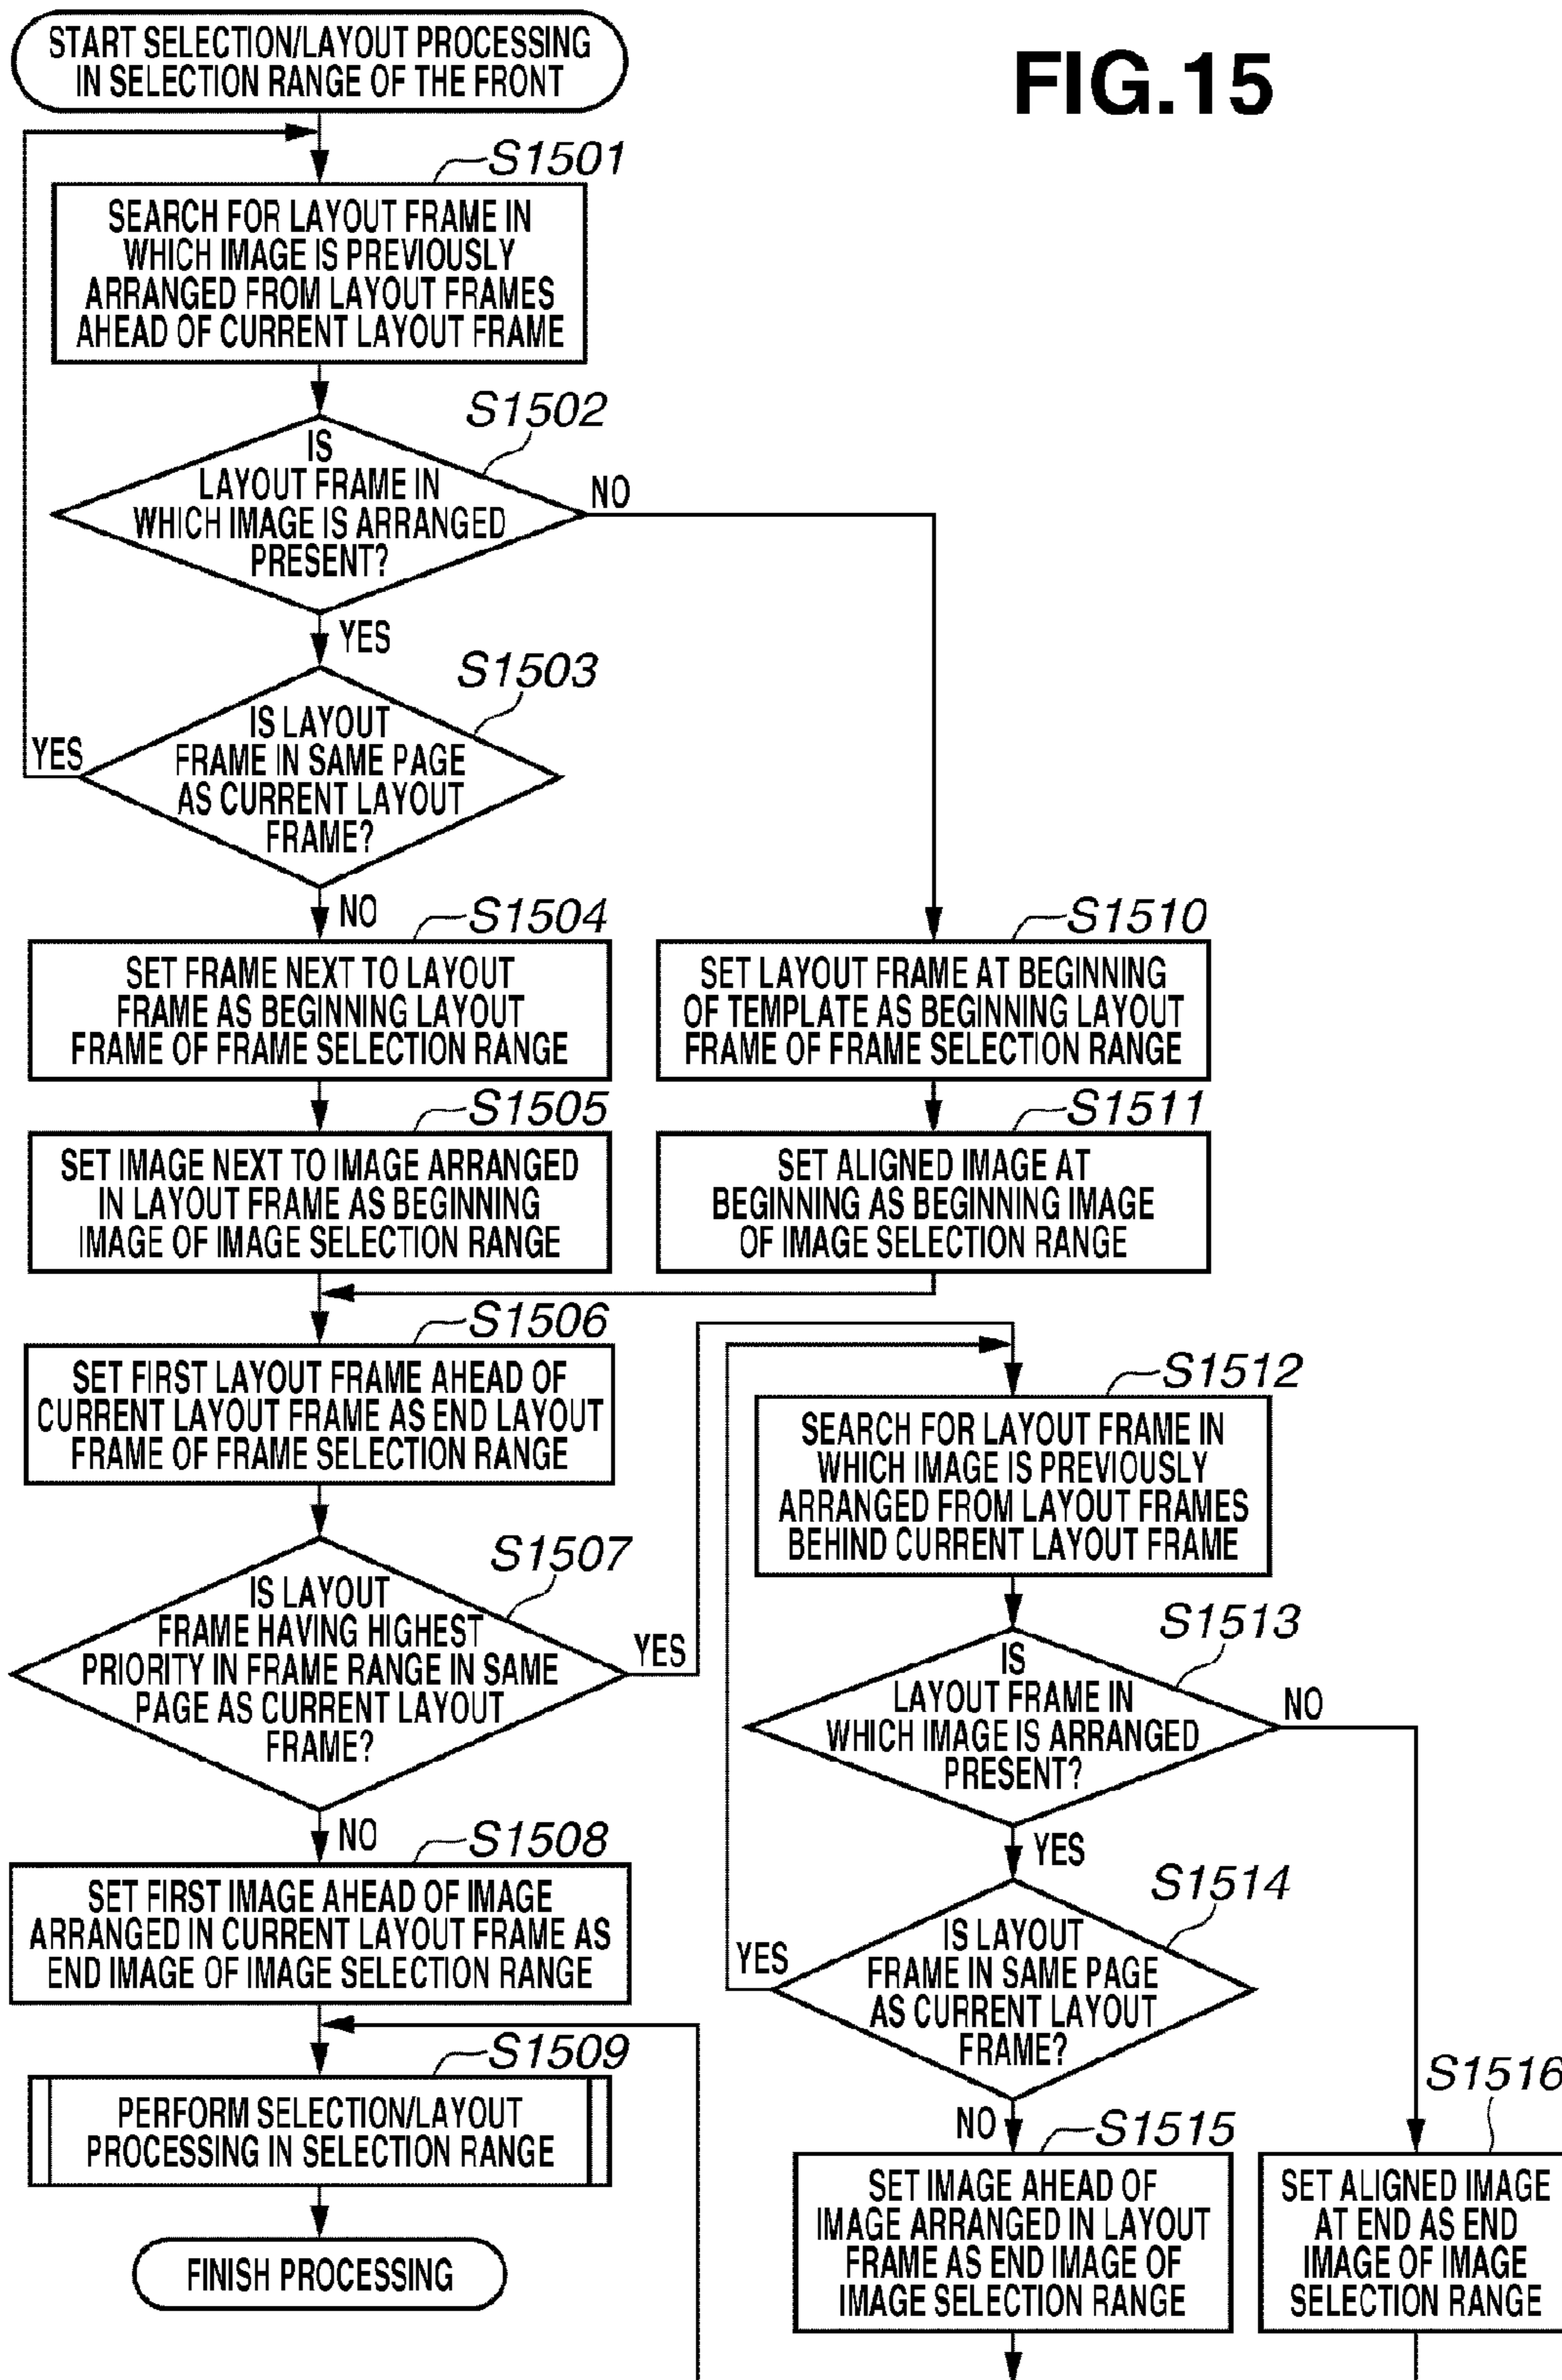 FIG.15
START SELECTION/LAYOUT PROCESSING
IN SELECTION RANGE OF THE FRONT
S1501
SEARCH FOR LAYOUT FRAME IN
WHICH IMAGE IS PREVIOUSLY
ARRANGED FROM LAYOUT FRAMES
AHEAD OF CURRENT LAYOUT FRAME
S1502
IS
LAYOUT FRAME IN
WHICH IMAGE IS ARRANGED
PRESENT?
NO
YES
S1503
IS LAYOUT
FRAME IN SAME PAGE
AS CURRENT LAYOUT
FRAME?
YES
NO
S1504
SET FRAME NEXT TO LAYOUT
FRAME AS BEGINNING LAYOUT
FRAME OF FRAME SELECTION RANGE
S1510
SET LAYOUT FRAME AT BEGINNING
OF TEMPLATE AS BEGINNING LAYOUT
FRAME OF FRAME SELECTION RANGE
S1505
SET IMAGE NEXT TO IMAGE ARRANGED
IN LAYOUT FRAME AS BEGINNING
IMAGE OF IMAGE SELECTION RANGE
S1511
SET ALIGNED IMAGE AT
BEGINNING AS BEGINNING IMAGE
OF IMAGE SELECTION RANGE
S1506
SET FIRST LAYOUT FRAME AHEAD OF
CURRENT LAYOUT FRAME AS END LAYOUT
FRAME OF FRAME SELECTION RANGE
S1507
IS LAYOUT
FRAME HAVING HIGHEST
PRIORITY IN FRAME RANGE IN SAME
PAGE AS CURRENT LAYOUT
FRAME?
YES
NO
S1508
SET FIRST IMAGE AHEAD OF IMAGE
ARRANGED IN CURRENT LAYOUT FRAME AS
END IMAGE OF IMAGE SELECTION RANGE
S1509
PERFORM SELECTION/LAYOUT
PROCESSING IN SELECTION RANGE
FINISH PROCESSING
S1512
SEARCH FOR LAYOUT FRAME IN
WHICH IMAGE IS PREVIOUSLY
ARRANGED FROM LAYOUT FRAMES
BEHIND CURRENT LAYOUT FRAME
S1513
IS
LAYOUT FRAME IN
WHICH IMAGE IS ARRANGED
PRESENT?
NO
YES
S1514
IS LAYOUT
FRAME IN SAME PAGE
AS CURRENT LAYOUT
FRAME?
YES
NO
S1515
SET IMAGE AHEAD OF
IMAGE ARRANGED IN LAYOUT
FRAME AS END IMAGE OF
IMAGE SELECTION RANGE
S1516
SET ALIGNED IMAGE
AT END AS END
IMAGE OF IMAGE
SELECTION RANGE